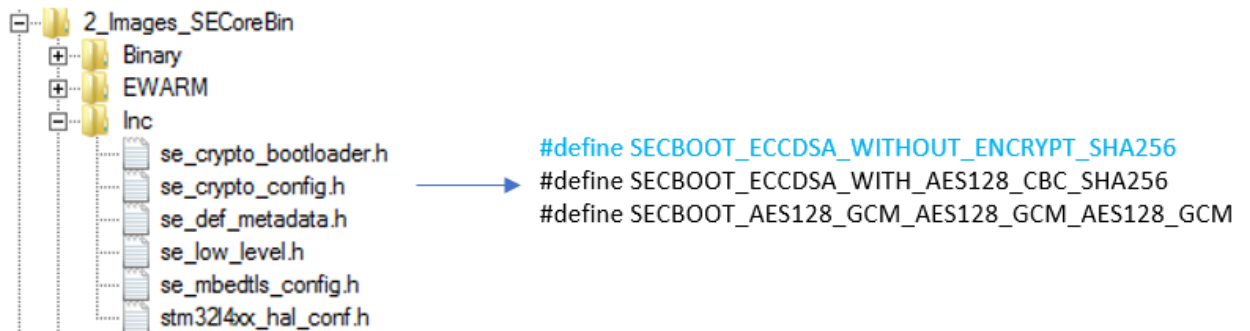 2_Images_SECoreBin
Binary
EWARM
Inc
se_crypto_bootloader.h
se_crypto_config.h
se_def_metadata.h
se_low_level.h
se_mbedtls_config.h
stm32l4xx_hal_conf.h
#define SECBOOT_ECCDSA_WITHOUT_ENCRYPT_SHA256
#define SECBOOT_ECCDSA_WITH_AES128_CBC_SHA256
#define SECBOOT_AES128_GCM_AES128_GCM_AES128_GCM